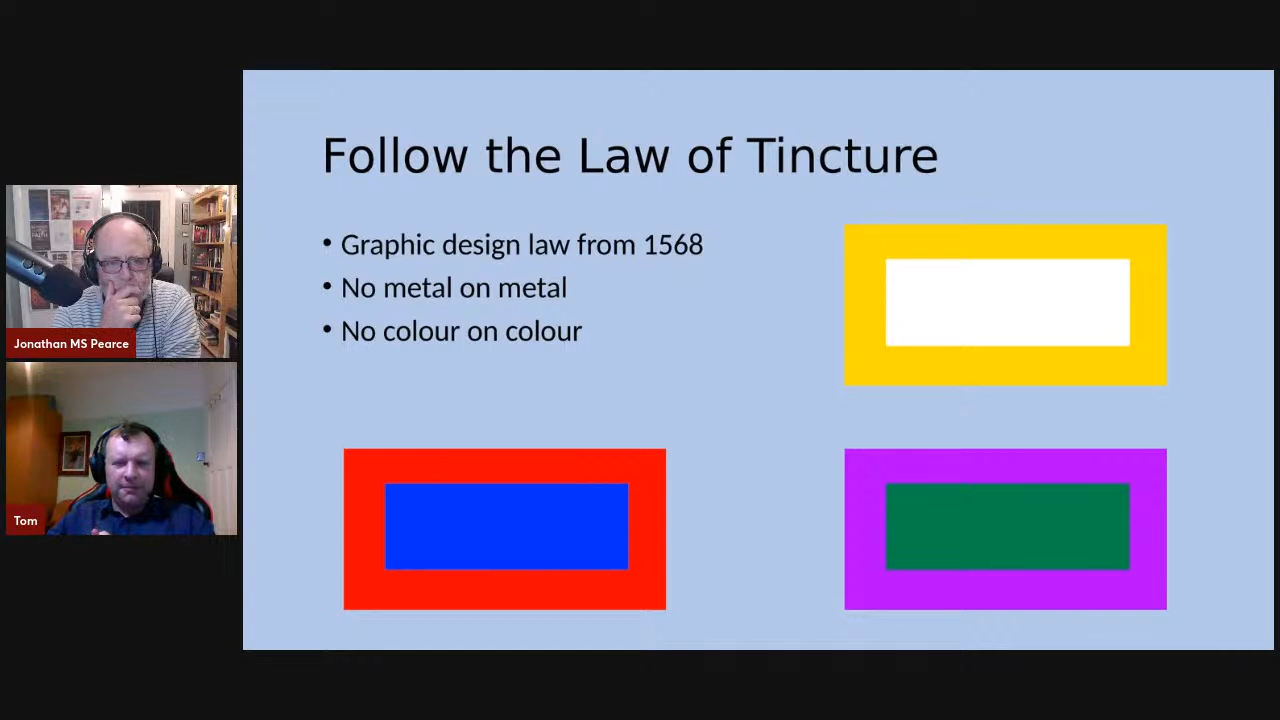 Follow the Law of Tincture
• Graphic design law from 1568
• No metal on metal
• No colour on colour
Jonathan MS Pearce
Tom